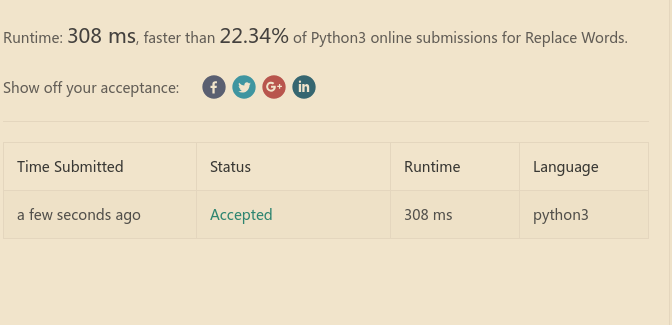 Runtime: 308 ms, faster than 22.34% of Python3 online submissions for Replace Words.
Show off your acceptance: f G+ in
Time Submitted Status Runtime Language
a few seconds ago Accepted 308 ms python3